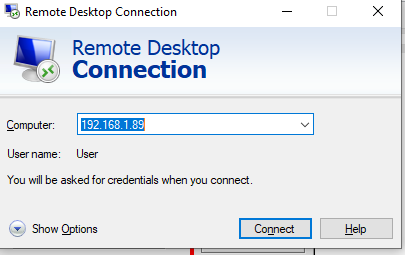 Remote Desktop Connection
Remote Desktop
Connection
Computer:
192.168.1.89
User name:
User
You will be asked for credentials when you connect.
Show Options
Connect
Help